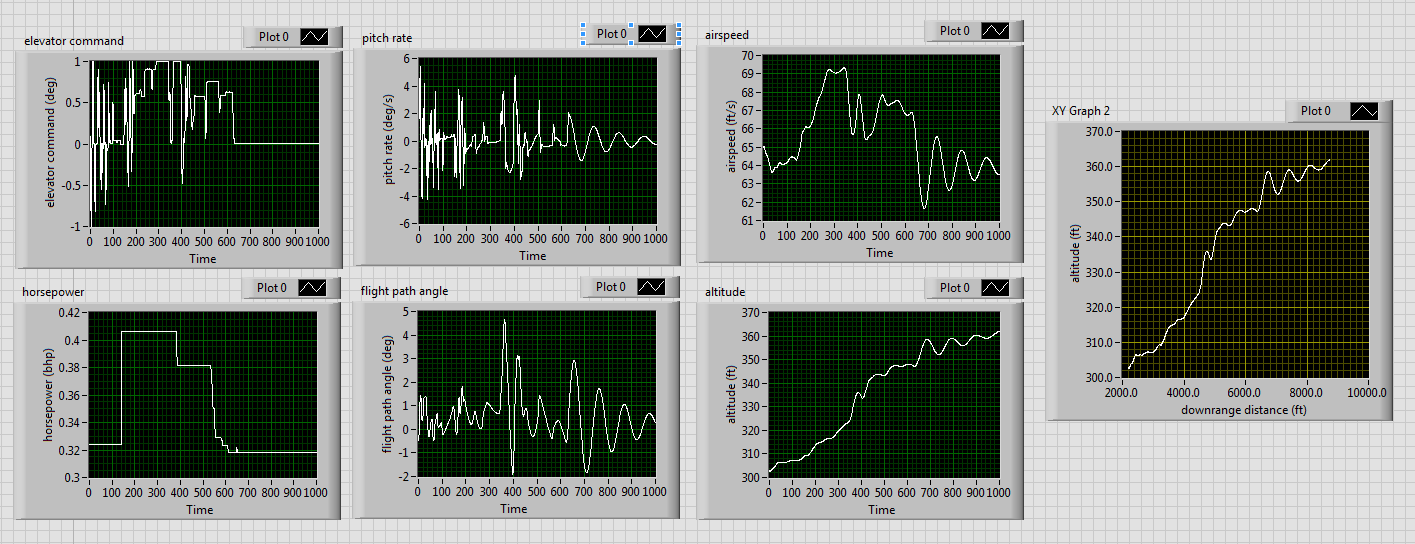 elevator command
Plot 0
elevator command (deg)
1
0.5
0
-0.5
-1
0 100 200 300 400 500 600 700 800 900 1000
Time
pitch rate
Plot 0
pitch rate (deg/s)
6
4
2
0
-2
-4
-6
0 100 200 300 400 500 600 700 800 900 1000
Time
airspeed
Plot 0
airspeed (ft/s)
70
69
68
67
66
65
64
63
62
61
0 100 200 300 400 500 600 700 800 900 1000
Time
XY Graph 2
Plot 0
altitude (ft)
370.0
360.0
350.0
340.0
330.0
320.0
310.0
300.0
2000.0 4000.0 6000.0 8000.0 10000.0
downrange distance (ft)
horsepower
Plot 0
horsepower (bhp)
0.42
0.4
0.38
0.36
0.34
0.32
0.3
0 100 200 300 400 500 600 700 800 900 1000
Time
flight path angle
Plot 0
flight path angle (deg)
5
4
3
2
1
0
-1
-2
0 100 200 300 400 500 600 700 800 900 1000
Time
altitude
Plot 0
altitude (ft)
370
360
350
340
330
320
310
300
0 100 200 300 400 500 600 700 800 900 1000
Time